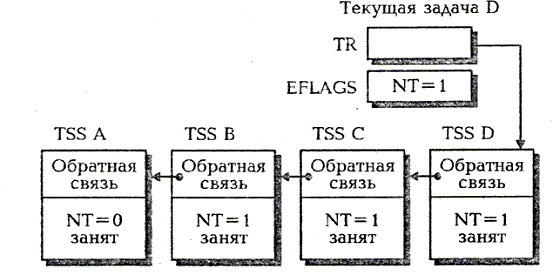 Текущая задача D
TR
EFLAGS NT=1
TSS A TSS B TSS C TSS D
Обратная Обратная Обратная Обратная
связь связь связь связь
NT=0 NT=1 NT=1 NT=1
занят занят занят занят